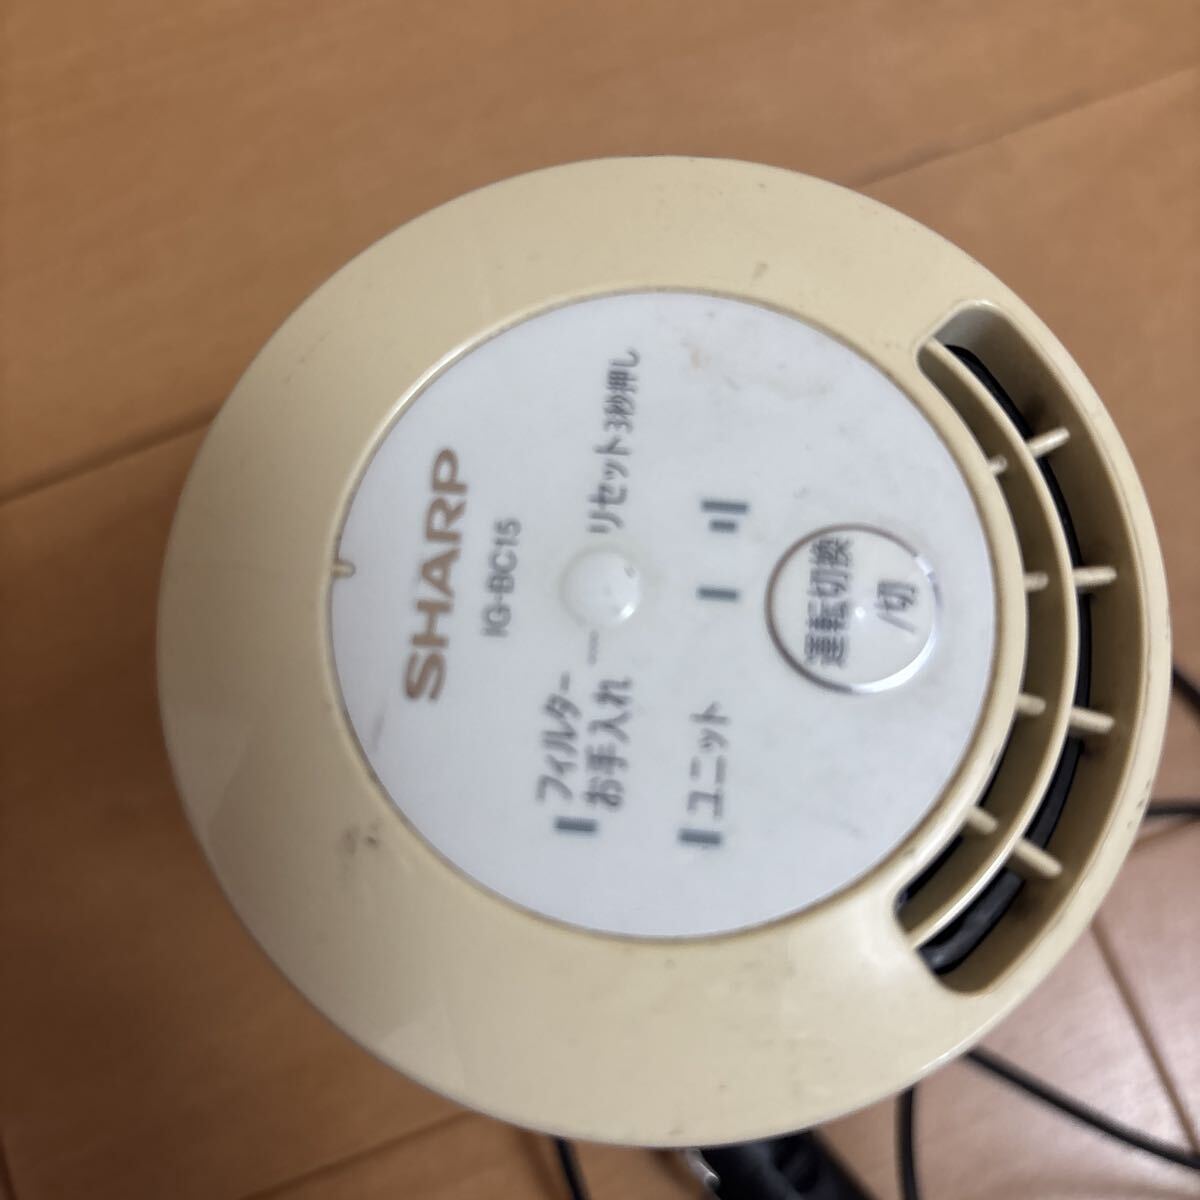 SHARP
IG-BC15
フィルター
お手入れ
リセット3秒押し
ユニット
運転切換
/切